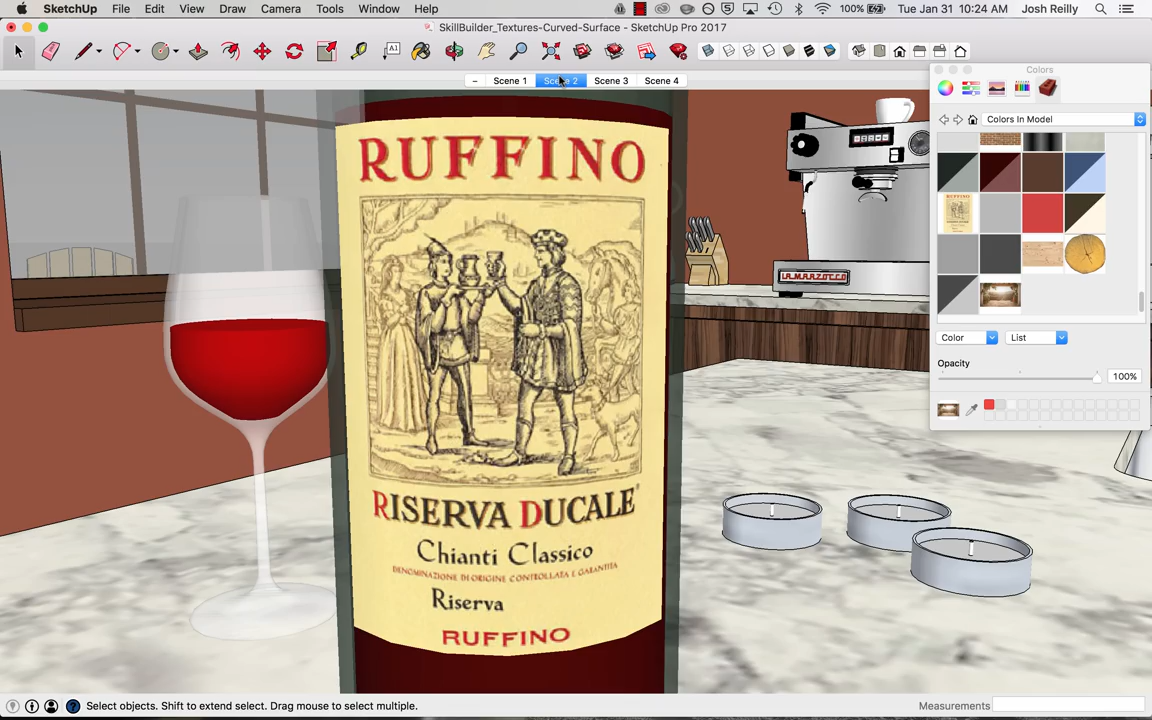 SketchUp File Edit View Draw Camera Tools Window Help 100% Tue Jan 31 10:24 AM Josh Reilly
SkillBuilder_Textures-Curved-Surface - SketchUp Pro 2017
Scene 1 Scene 2 Scene 3 Scene 4
Colors
Colors In Model
RUFFINO
LA MARZOCCO
RISERVA DUCALE
Chianti Classico
DENOMINAZIONE DI ORIGINE CONTROLLATA E GARANTITA
Riserva
RUFFINO
Color List
Opacity
100%
Select objects. Shift to extend select. Drag mouse to select multiple. Measurements